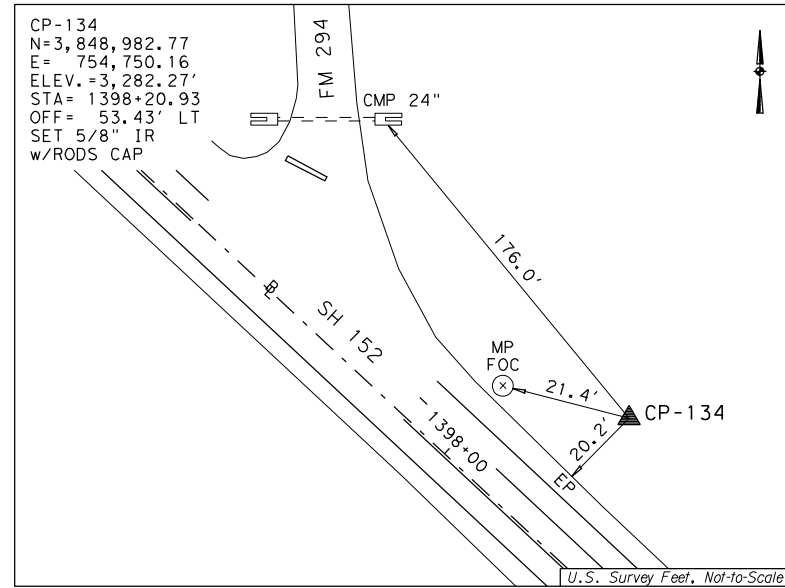 CP-134
N=3,848,982.77
E= 754,750.16
ELEV.=3,282.27'
STA= 1398+20.93
OFF= 53.43' LT
SET 5/8" IR
w/RODS CAP
FM 294
CMP 24"
176.0'
B
L
SH 152
MP
FOC
21.4'
CP-134
20.2'
1398+00
EP
U.S. Survey Feet, Not-to-Scale